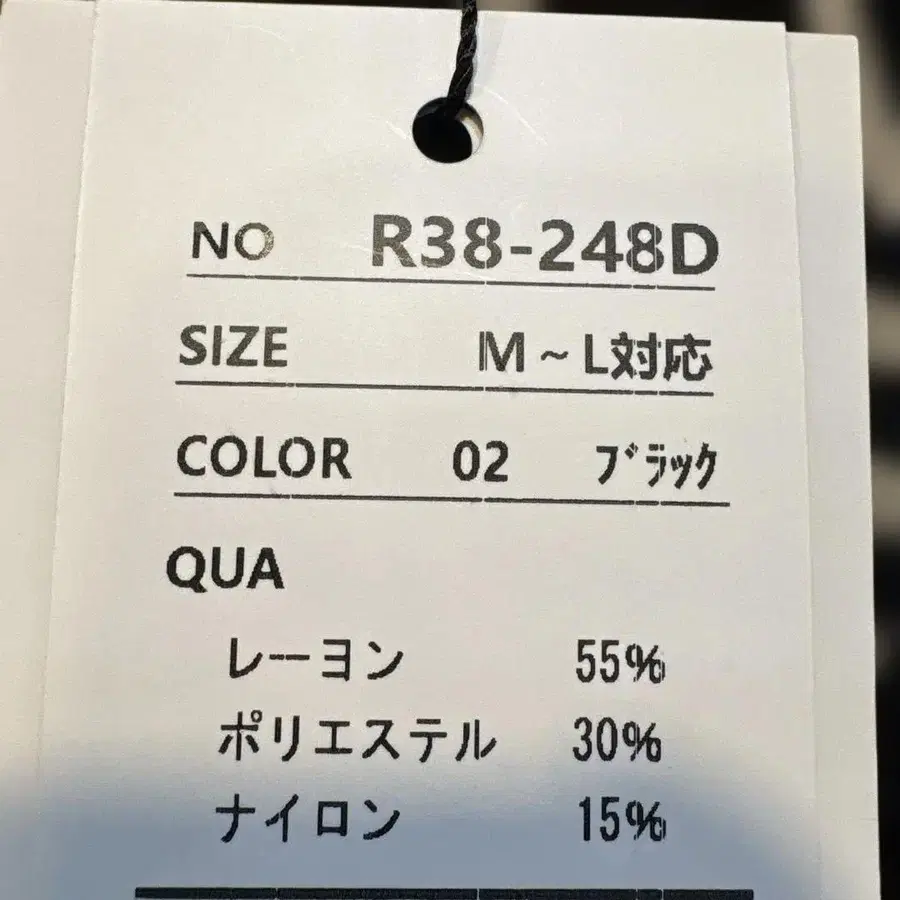 NO R38-248D
SIZE M～L対応
COLOR 02 ﾌﾞﾗｯｸ
QUA
レーヨン 55%
ポリエステル 30%
ナイロン 15%